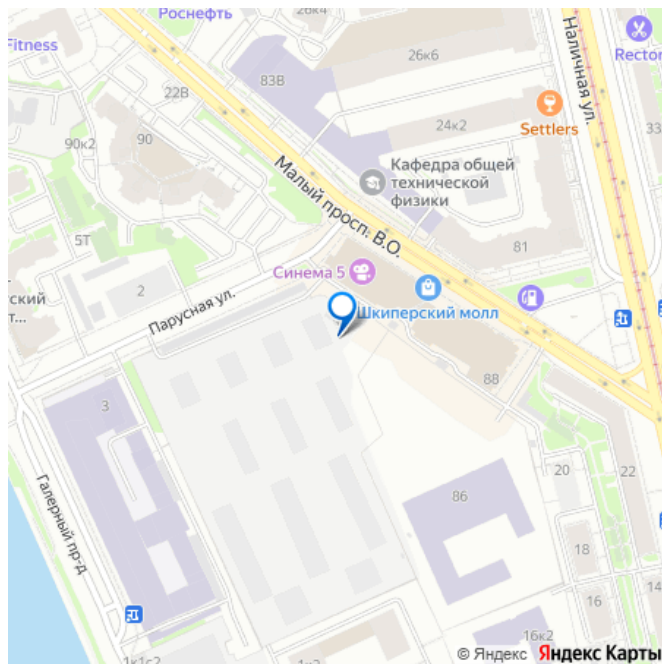 Роснефть
26к4
Fitness
26к6
83В
22В
Наличная ул.
33
Rector
24к2
Settlers
90к2
90
Кафедра общей
технической
физики
Малый просп. В.О.
5Т
81
Синема 5
2
Парусная ул.
Шкиперский молл
88
3
20
22
86
Галерный пр-д
18
14
16
16к2
1к1с2
1к2
© Яндекс Яндекс Карты